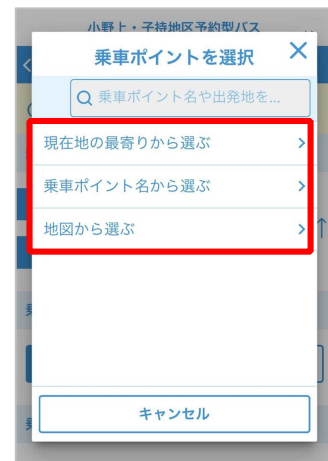 小野上・子持地区予約型バス
乗車ポイントを選択
乗車ポイント名や出発地を...
現在地の最寄りから選ぶ
乗車ポイント名から選ぶ
地図から選ぶ
キャンセル